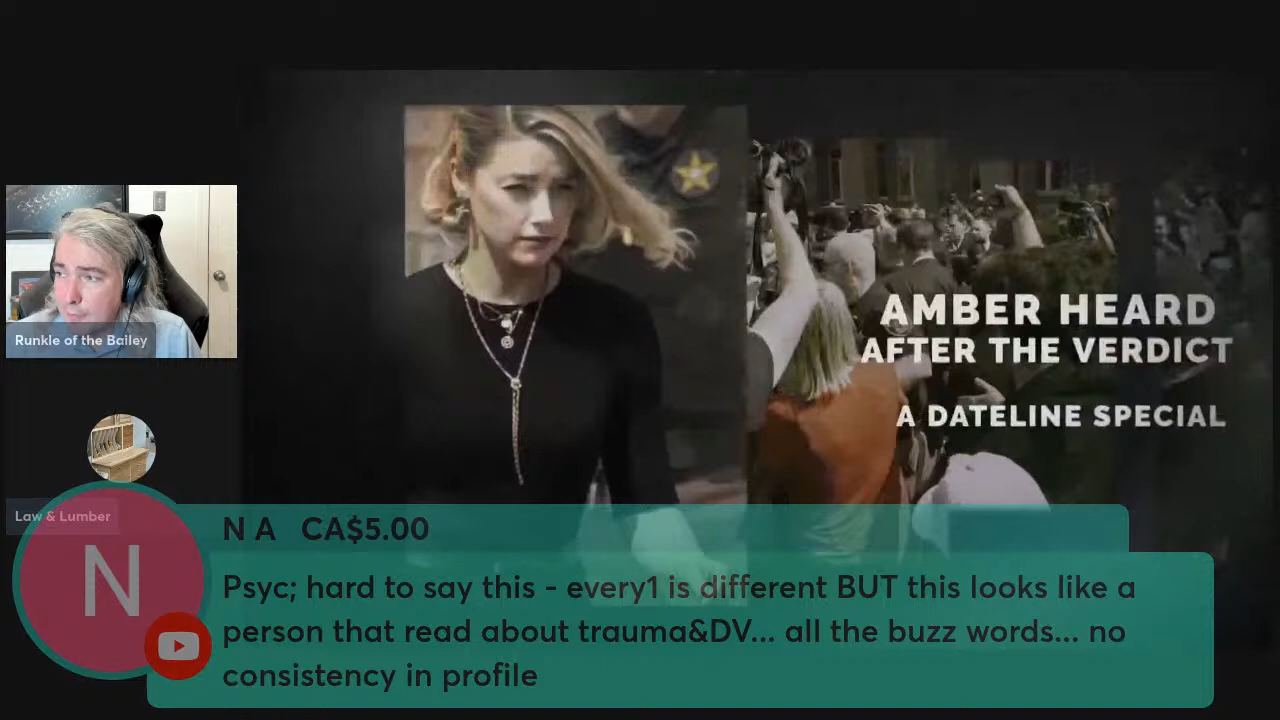 AMBER HEARD
AFTER THE VERDICT
A DATELINE SPECIAL
Runkle of the Bailey
Law & Lumber
N
N A CA$5.00
Psyc; hard to say this - every1 is different BUT this looks like a
person that read about trauma&DV... all the buzz words... no
consistency in profile